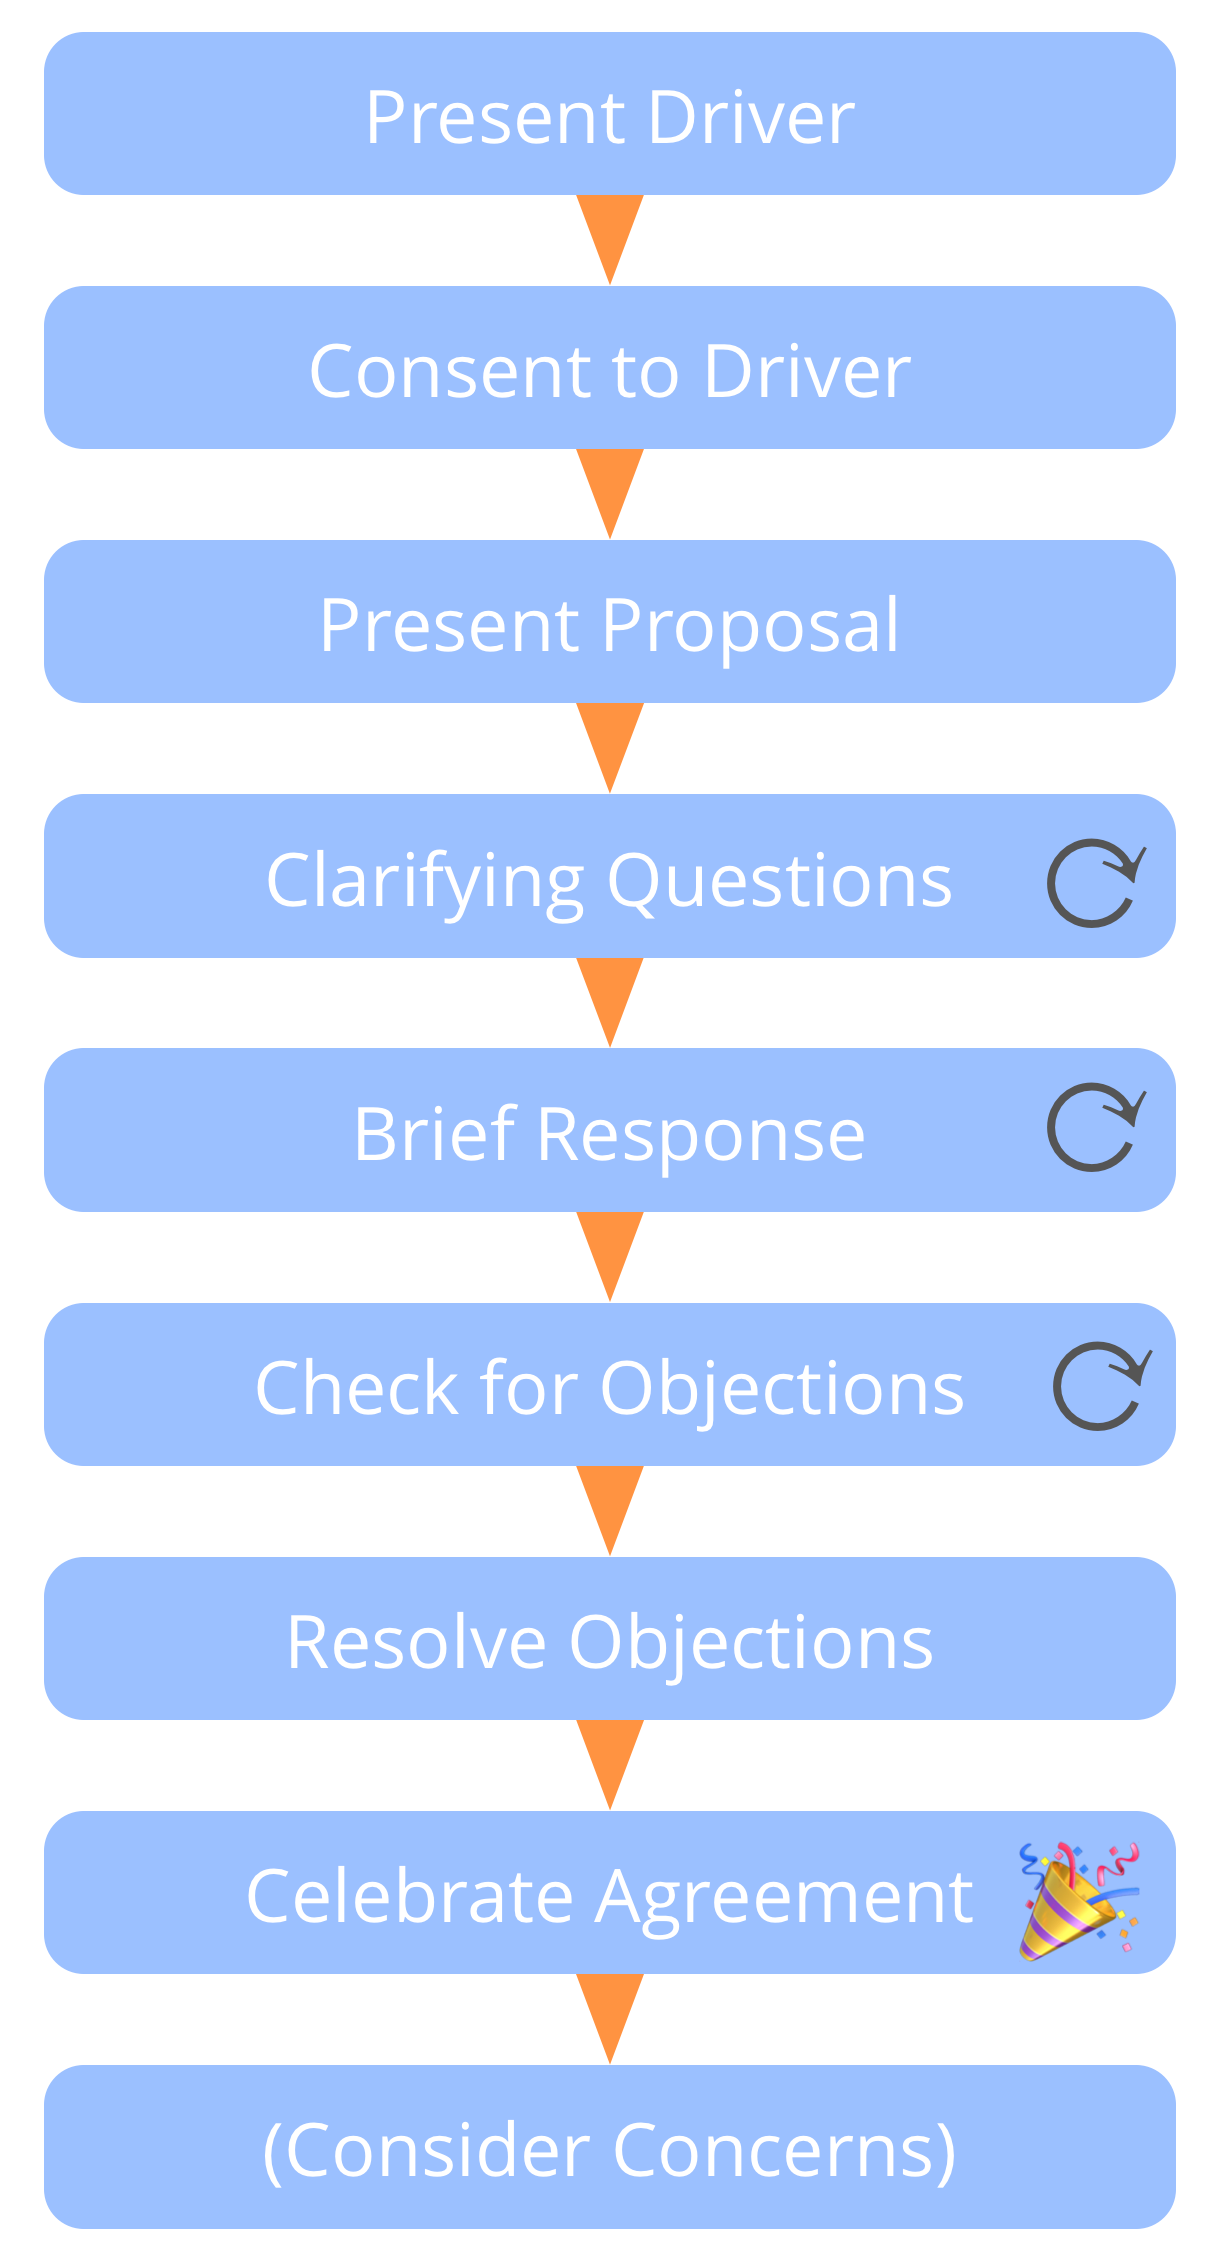 Present Driver
Consent to Driver
Present Proposal
Clarifying Questions
Brief Response
Check for Objections
Resolve Objections
Celebrate Agreement
(Consider Concerns)